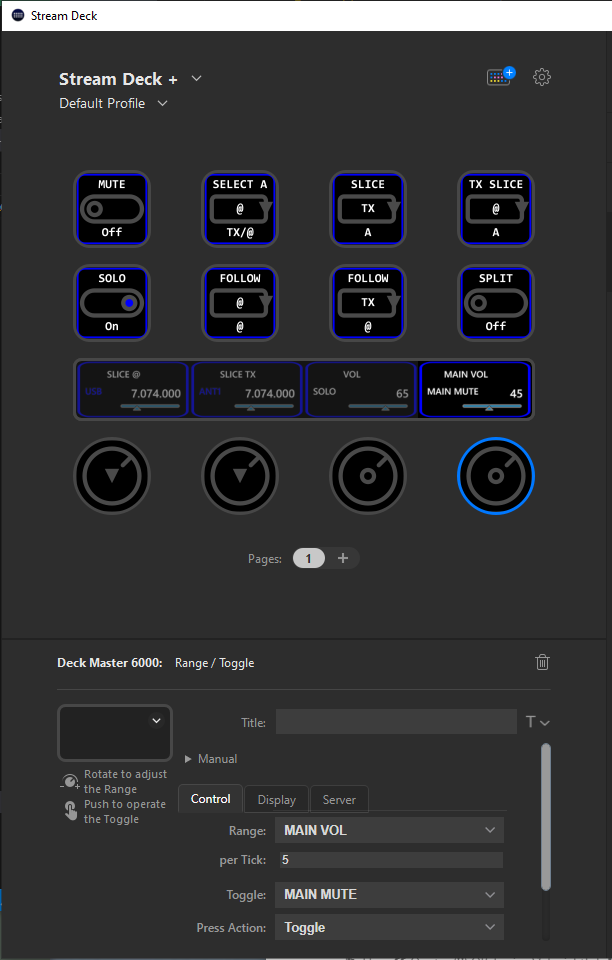 Stream Deck
Stream Deck +
Default Profile
MUTE
Off
SELECT A
@
TX/@
SLICE
TX
A
TX SLICE
@
A
SOLO
On
FOLLOW
@
@
FOLLOW
TX
@
SPLIT
Off
SLICE @
USB 7.074.000
SLICE TX
ANT1 7.074.000
VOL
SOLO 65
MAIN VOL
MAIN MUTE 45
Pages: 1 +
Deck Master 6000: Range / Toggle
Title:
T
Manual
Rotate to adjust
the Range
Push to operate
the Toggle
Control Display Server
Range: MAIN VOL
per Tick: 5
Toggle: MAIN MUTE
Press Action: Toggle